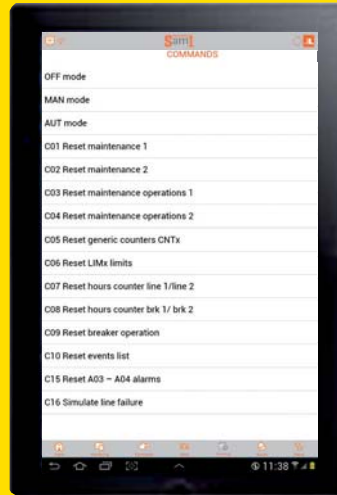 Sam1
COMMANDS
OFF mode
MAN mode
AUT mode
C01 Reset maintenance 1
C02 Reset maintenance 2
C03 Reset maintenance operations 1
C04 Reset maintenance operations 2
C05 Reset generic counters CNTx
C06 Reset LIMx limits
C07 Reset hours counter line 1/line 2
C08 Reset hours counter brk 1/ brk 2
C09 Reset breaker operation
C10 Reset events list
C15 Reset A03 – A04 alarms
C16 Simulate line failure
11:38